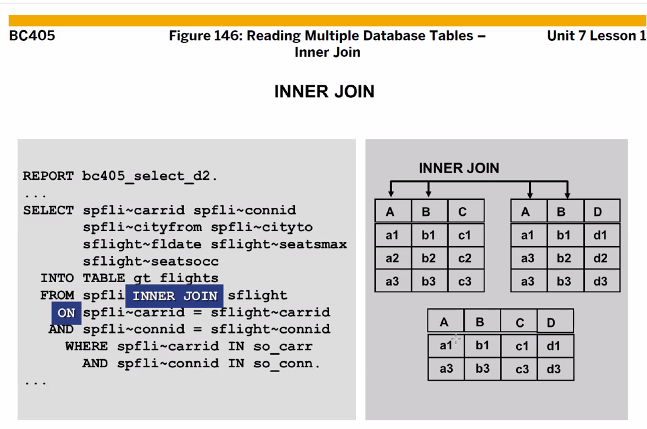 BC405
Figure 146: Reading Multiple Database Tables –
Inner Join
Unit 7 Lesson 1
INNER JOIN
REPORT bc405_select_d2.
...
SELECT spfli~carrid spfli~connid
spfli~cityfrom spfli~cityto
sflight~fldate sflight~seatsmax
sflight~seatsocc
INTO TABLE gt_flights
FROM spfli INNER JOIN sflight
ON spfli~carrid = sflight~carrid
AND spfli~connid = sflight~connid
WHERE spfli~carrid IN so_carr
AND spfli~connid IN so_conn.
...
INNER JOIN
A B C
a1 b1 c1
a2 b2 c2
a3 b3 c3
A B D
a1 b1 d1
a3 b2 d2
a3 b3 d3
A B C D
a1 b1 c1 d1
a3 b3 c3 d3